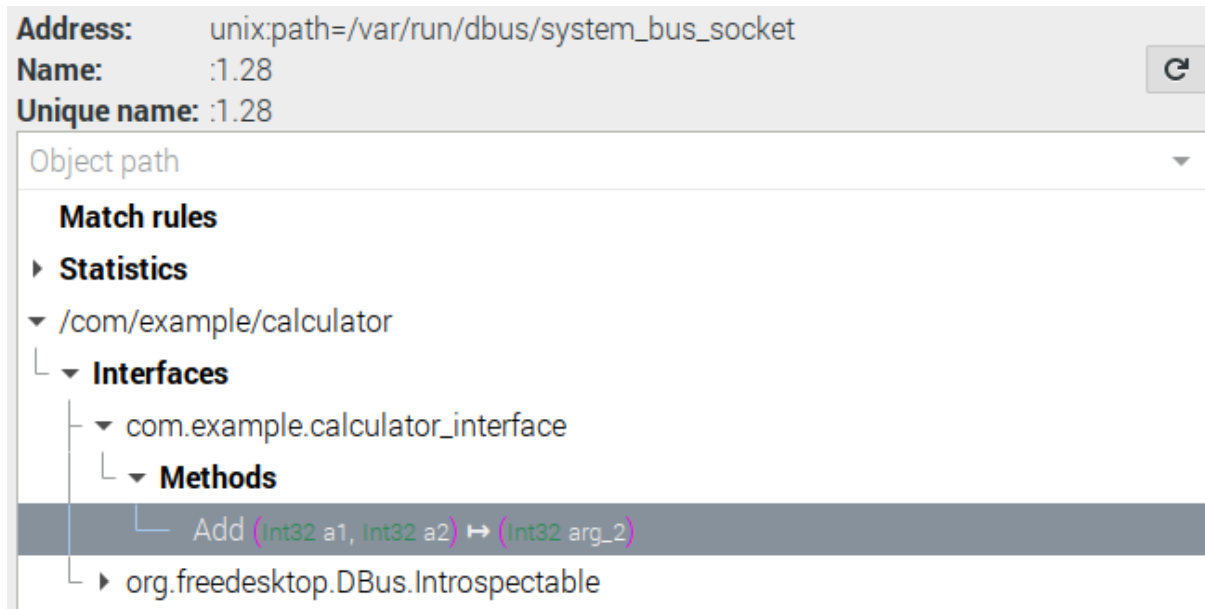 Address: unix:path=/var/run/dbus/system_bus_socket
Name: :1.28
Unique name: :1.28
Object path
Match rules
Statistics
/com/example/calculator
Interfaces
com.example.calculator_interface
Methods
Add (Int32 a1, Int32 a2) ↦ (Int32 arg_2)
org.freedesktop.DBus.Introspectable